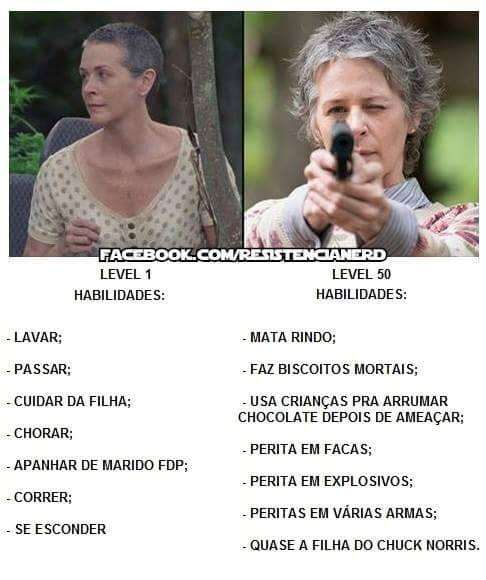 FACEBOOK.COM/RESISTENCIANERD
LEVEL 1
HABILIDADES:
- LAVAR;
- PASSAR;
- CUIDAR DA FILHA;
- CHORAR;
- APANHAR DE MARIDO FDP;
- CORRER;
- SE ESCONDER
LEVEL 50
HABILIDADES:
- MATA RINDO;
- FAZ BISCOITOS MORTAIS;
- USA CRIANÇAS PRA ARRUMAR
CHOCOLATE DEPOIS DE AMEAÇAR;
- PERITA EM FACAS;
- PERITA EM EXPLOSIVOS;
- PERITAS EM VÁRIAS ARMAS;
- QUASE A FILHA DO CHUCK NORRIS.